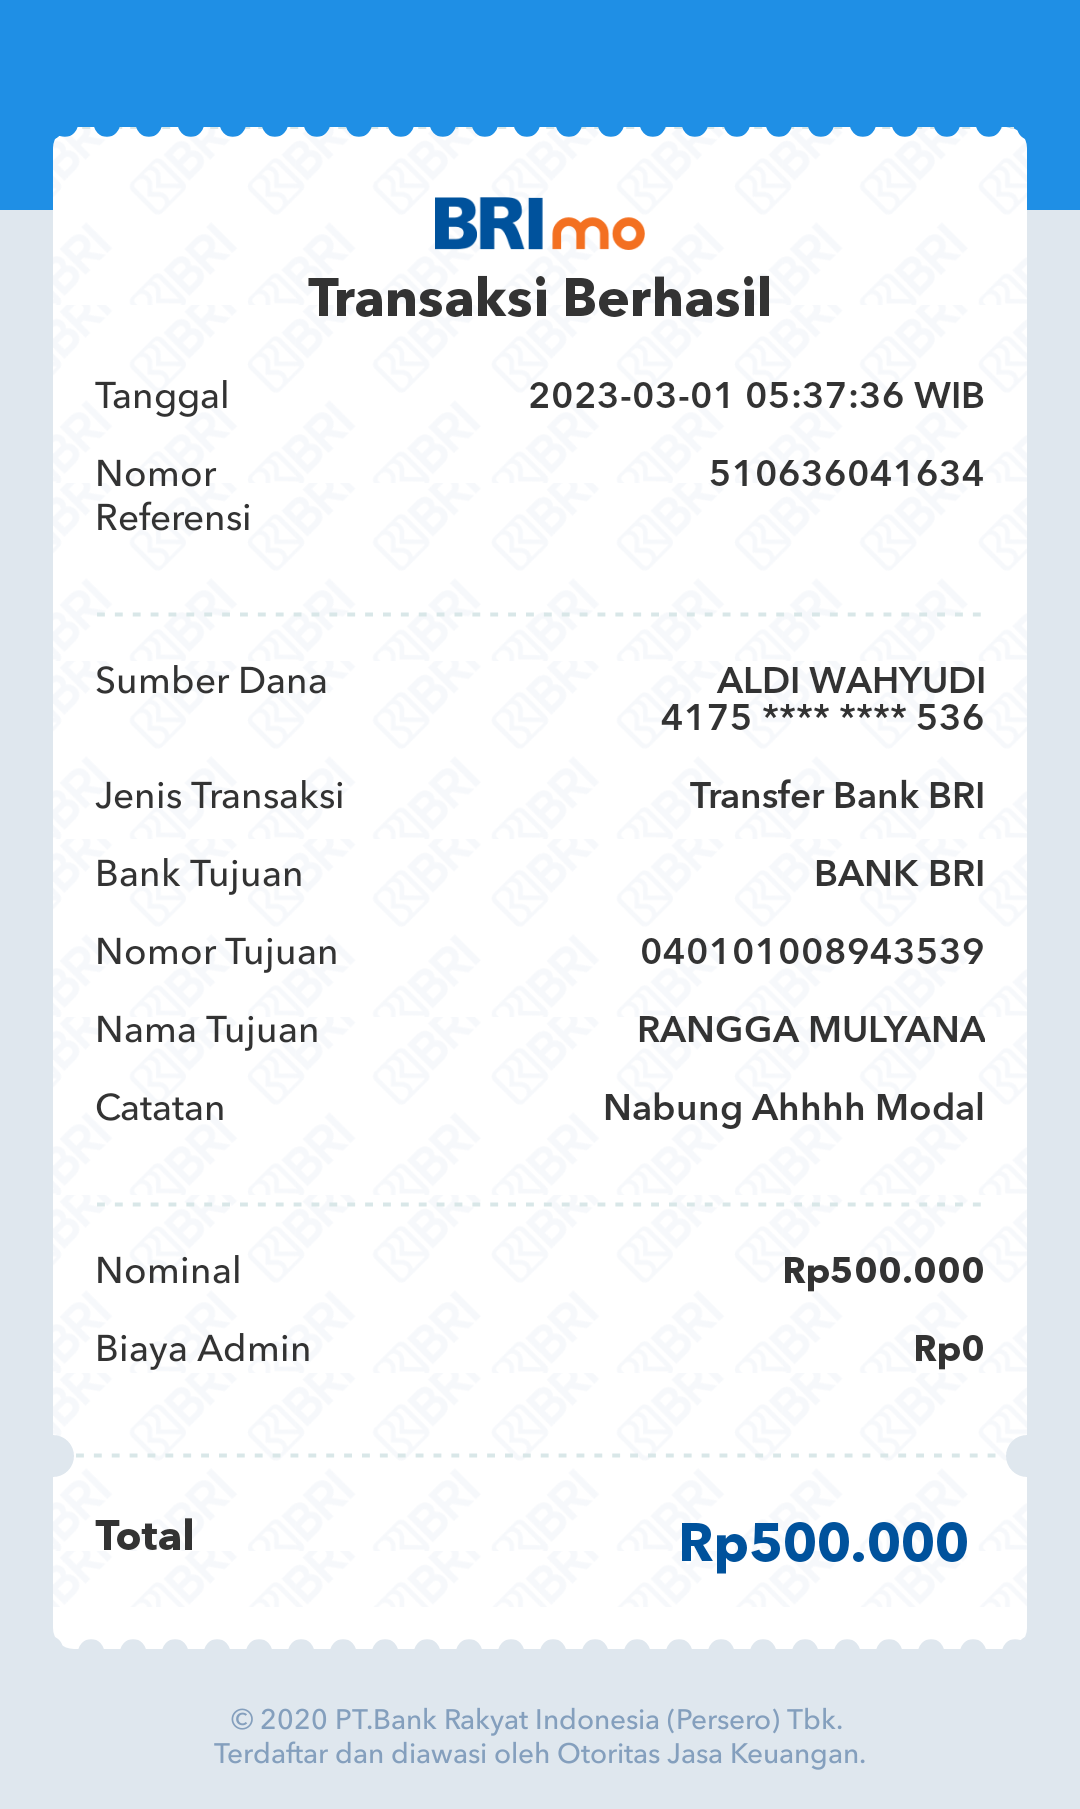 BRImo
Transaksi Berhasil
Tanggal 2023-03-01 05:37:36 WIB
Nomor Referensi 510636041634
Sumber Dana ALDI WAHYUDI
4175 **** **** 536
Jenis Transaksi Transfer Bank BRI
Bank Tujuan BANK BRI
Nomor Tujuan 040101008943539
Nama Tujuan RANGGA MULYANA
Catatan Nabung Ahhhh Modal
Nominal Rp500.000
Biaya Admin Rp0
Total Rp500.000
© 2020 PT.Bank Rakyat Indonesia (Persero) Tbk.
Terdaftar dan diawasi oleh Otoritas Jasa Keuangan.